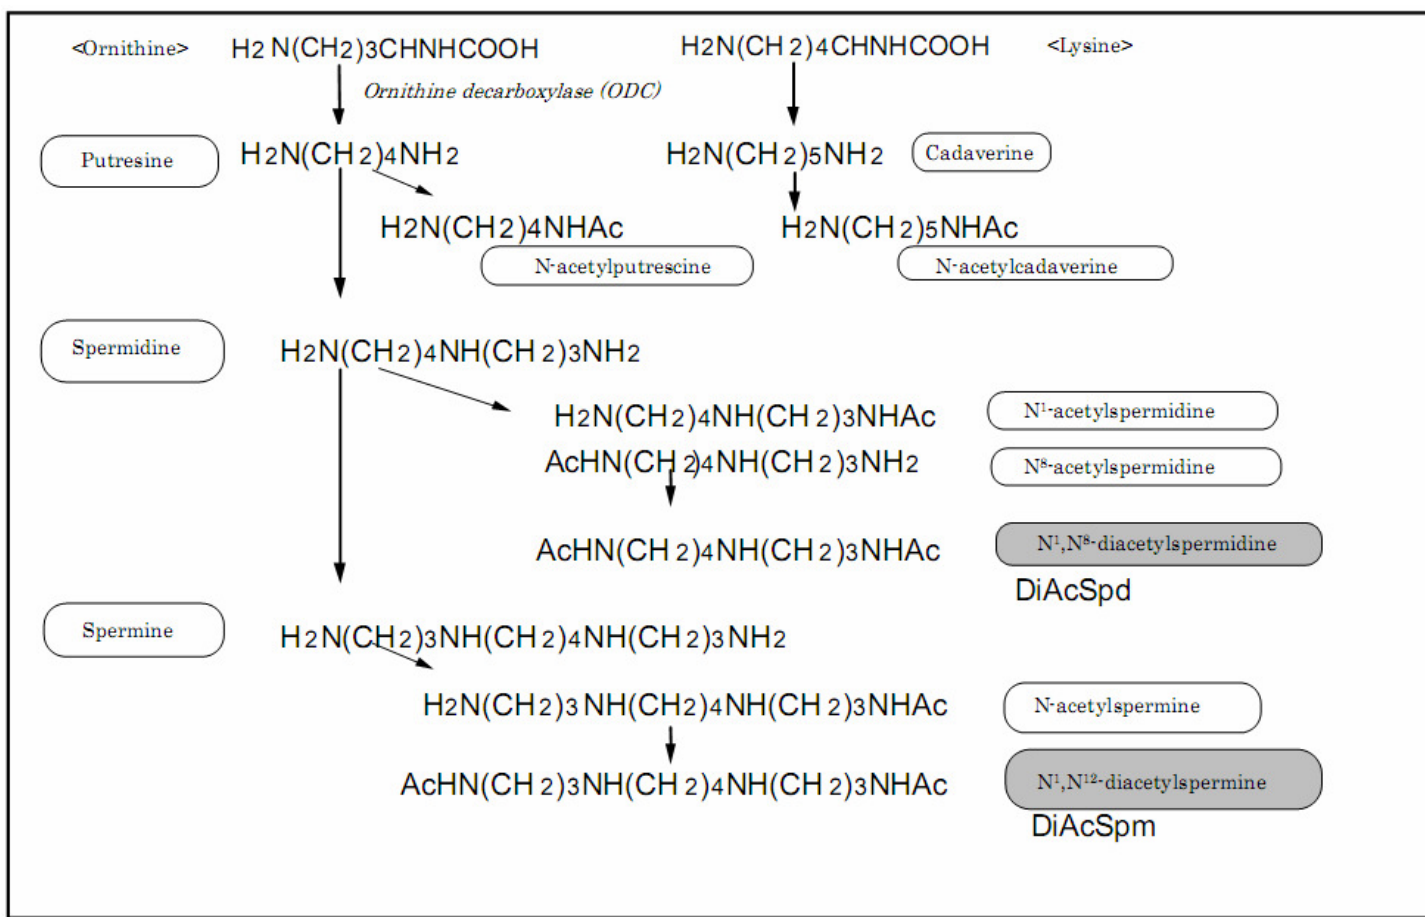 <Ornithine> H2 N(CH2)3CHNHCOOH H2N(CH2)4CHNHCOOH <Lysine>
Ornithine decarboxylase (ODC)
Putresine H2N(CH2)4NH2 H2N(CH2)5NH2 Cadaverine
H2N(CH2)4NHAc H2N(CH2)5NHAc
N-acetylputrescine N-acetylcadaverine
Spermidine H2N(CH2)4NH(CH2)3NH2
H2N(CH2)4NH(CH2)3NHAc N¹-acetylspermidine
AcHN(CH2)4NH(CH2)3NH2 N⁸-acetylspermidine
AcHN(CH2)4NH(CH2)3NHAc N¹,N⁸-diacetylspermidine
DiAcSpd
Spermine H2N(CH2)3NH(CH2)4NH(CH2)3NH2
H2N(CH2)3NH(CH2)4NH(CH2)3NHAc N-acetylspermine
AcHN(CH2)3NH(CH2)4NH(CH2)3NHAc N¹,N¹²-diacetylspermine
DiAcSpm